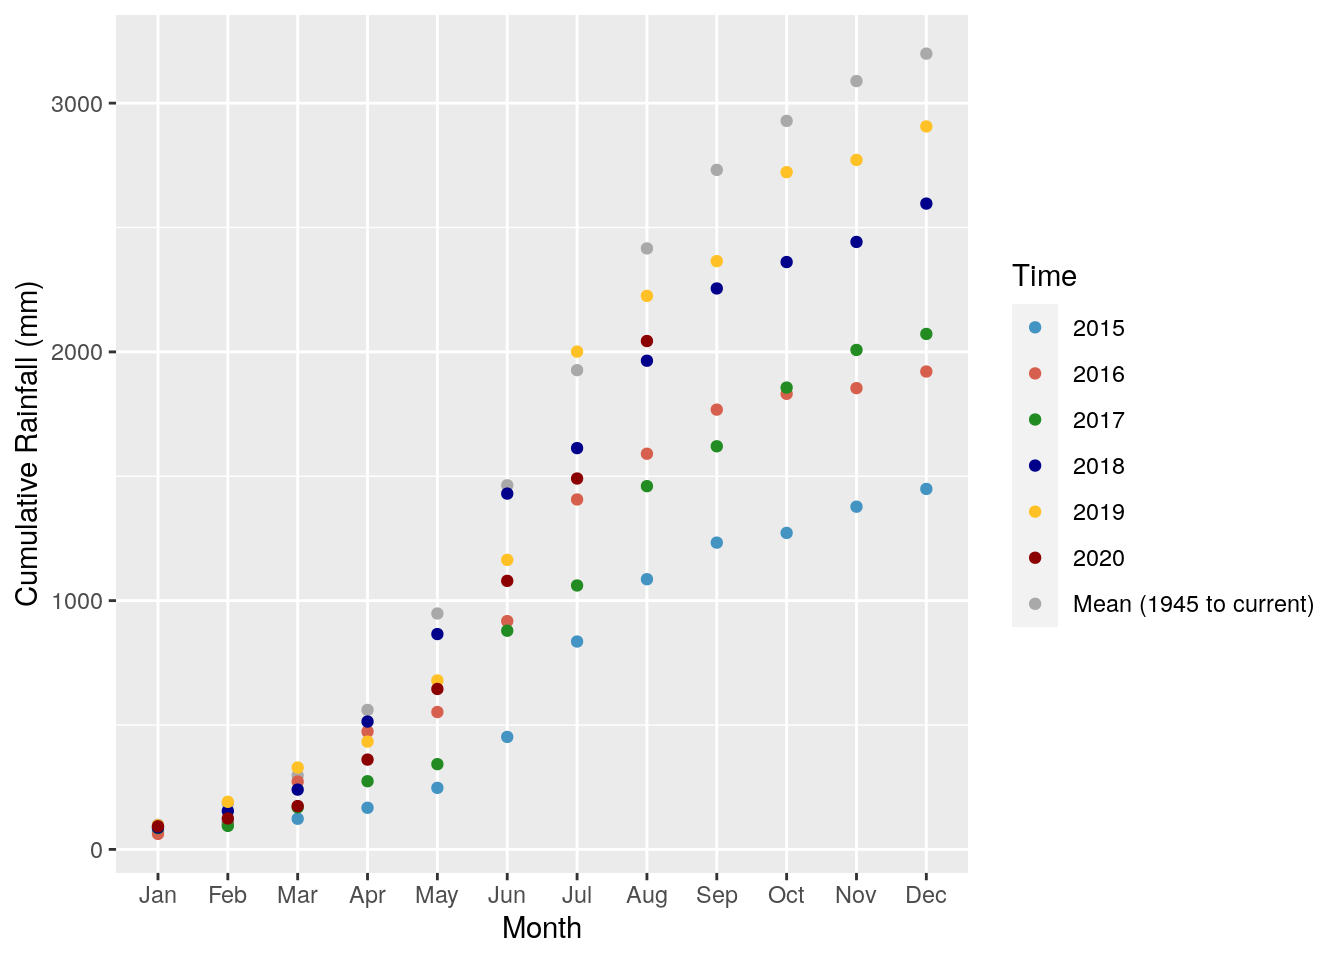 Cumulative Rainfall (mm)
3000
2000
1000
0
Jan Feb Mar Apr May Jun Jul Aug Sep Oct Nov Dec
Month
Time
2015
2016
2017
2018
2019
2020
Mean (1945 to current)